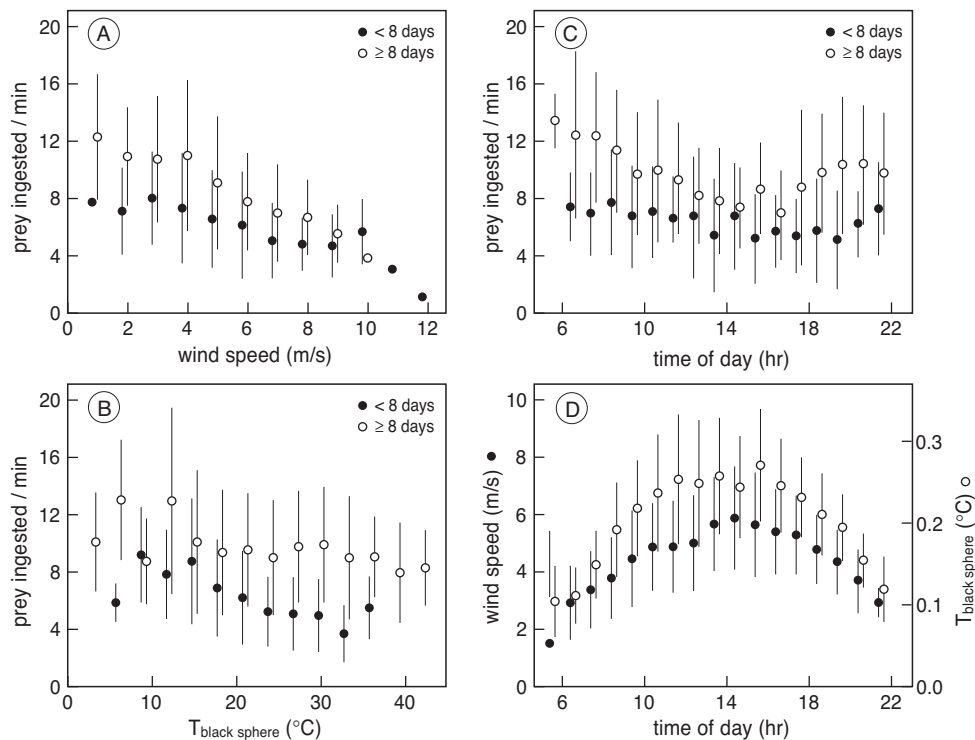 A
< 8 days
≥ 8 days
prey ingested / min
20
16
12
8
4
0
0 2 4 6 8 10 12
wind speed (m/s)
C
< 8 days
≥ 8 days
prey ingested / min
20
16
12
8
4
0
6 10 14 18 22
time of day (hr)
B
< 8 days
≥ 8 days
prey ingested / min
20
16
12
8
4
0
0 10 20 30 40
T black sphere (°C)
D
wind speed (m/s)
10
8
6
4
2
0
0.3
0.2
0.1
0.0
T black sphere (°C)
6 10 14 18 22
time of day (hr)